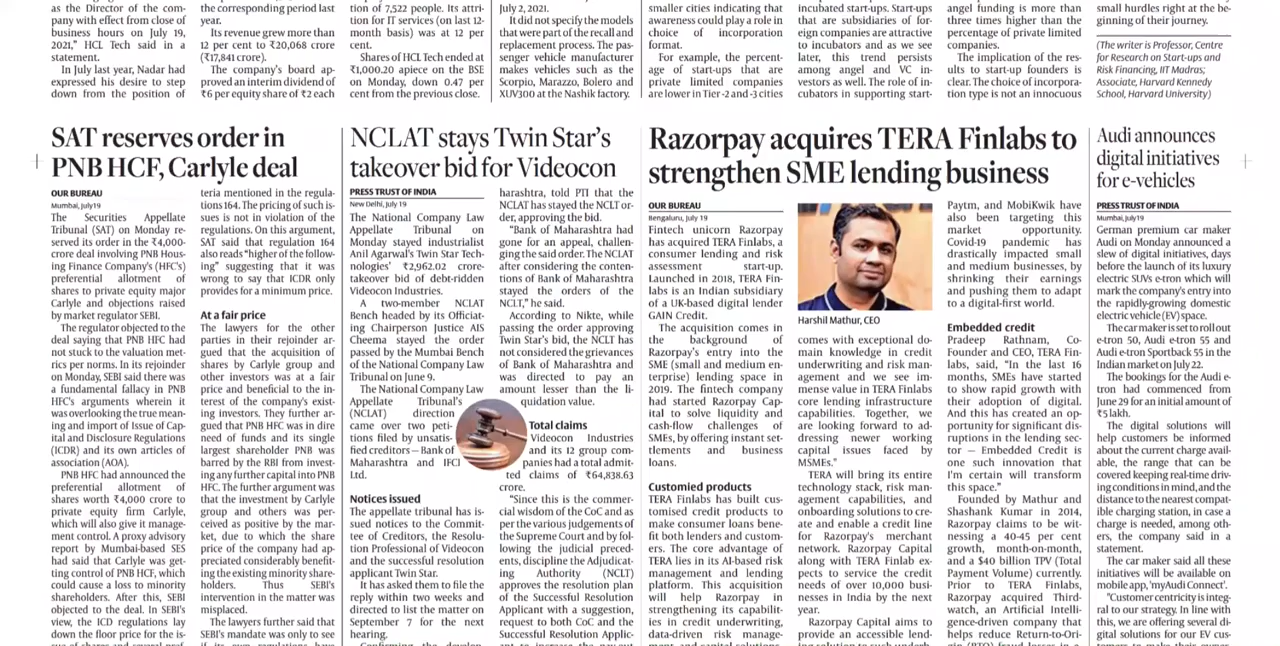 as the Director of the com-
pany with effect from close of
business hours on July 19,
2021,” HCL Tech said in a
statement.
In July last year, Nadar had
expressed his desire to step
down from the position of
the corresponding period last
year.
Its revenue grew more than
12 per cent to ₹20,068 crore
(₹17,841 crore).
The company's board ap-
proved an interim dividend of
₹6 per equity share of ₹2 each
tion of 7,522 people. Its attri-
tion for IT services (on last 12-
month basis) was at 12 per
cent.
Shares of HCL Tech ended at
₹1,000.20 apiece on the BSE
on Monday, down 0.47 per
cent from the previous close.
July 2, 2021.
It did not specify the models
that were part of the recall and
replacement process. The pas-
senger vehicle manufacturer
makes vehicles such as the
Scorpio, Marazzo, Bolero and
XUV300 at the Nashik factory.
smaller cities indicating that
awareness could play a role in
choice of incorporation
format.
For example, the percent-
age of start-ups that are
private limited companies
are lower in Tier -2 and -3 cities
incubated start-ups. Start-ups
that are subsidiaries of for-
eign companies are attractive
to incubators and as we see
later, this trend persists
among angel and VC in-
vestors as well. The role of in-
cubators in supporting start-
angel funding is more than
three times higher than the
percentage of private limited
companies.
The implication of the res-
ults to start-up founders is
clear. The choice of incorpora-
tion type is not an innocuous
small hurdles right at the be-
ginning of their journey.
(The writer is Professor, Centre
for Research on Start-ups and
Risk Financing, IIT Madras;
Associate, Harvard Kennedy
School, Harvard University)
SAT reserves order in
PNB HCF, Carlyle deal
OUR BUREAU
Mumbai, July19
The Securities Appellate
Tribunal (SAT) on Monday re-
served its order in the ₹4,000-
crore deal involving PNB Hous-
ing Finance Company's (HFC's)
preferential allotment of
shares to private equity major
Carlyle and objections raised
by market regulator SEBI.
The regulator objected to the
deal saying that PNB HFC had
not stuck to the valuation met-
rics per norms. In its rejoinder
on Monday, SEBI said there was
a fundamental fallacy in PNB
HFC's arguments wherein it
was overlooking the true mean-
ing and import of Issue of Cap-
ital and Disclosure Regulations
(ICDR) and its own articles of
association (AOA).
PNB HFC had announced the
preferential allotment of
shares worth ₹4,000 crore to
private equity firm Carlyle,
which will also give it manage-
ment control. A proxy advisory
report by Mumbai-based SES
had said that Carlyle was get-
ting control of PNB HFC, which
could cause a loss to minority
shareholders. After this, SEBI
objected to the deal. In SEBI's
view, the ICD regulations lay
down the floor price for the is-
teria mentioned in the regula-
tions 164. The pricing of such is-
sues is not in violation of the
regulations. On this argument,
SAT said that regulation 164
also reads “higher of the follow-
ing” suggesting that it was
wrong to say that ICDR only
provides for a minimum price.
At a fair price
The lawyers for the other
parties in their rejoinder ar-
gued that the acquisition of
shares by Carlyle group and
other investors was at a fair
price and beneficial to the in-
terest of the company's exist-
ing investors. They further ar-
gued that PNB HFC was in dire
need of funds and its single
largest shareholder PNB was
barred by the RBI from invest-
ing any further capital into PNB
HFC. The further argument was
that the investment by Carlyle
group and others was per-
ceived as positive by the mar-
ket, due to which the share
price of the company had ap-
preciated considerably benefit-
ing the existing minority share-
holders. Thus SEBI's
intervention in the matter was
misplaced.
The lawyers further said that
SEBI's mandate was only to see
NCLAT stays Twin Star's
takeover bid for Videocon
PRESS TRUST OF INDIA
New Delhi, July 19
The National Company Law
Appellate Tribunal on
Monday stayed industrialist
Anil Agarwal's Twin Star Tech-
nologies' ₹2,962.02 crore-
takeover bid of debt-ridden
Videocon Industries.
A two-member NCLAT
Bench headed by its Officiat-
ing Chairperson Justice AIS
Cheema stayed the order
passed by the Mumbai Bench
of the National Company Law
Tribunal on June 9.
The National Company Law
Appellate Tribunal's
(NCLAT) direction
came over two peti-
tions filed by unsatis-
fied creditors — Bank of
Maharashtra and IFCI
Ltd.
Notices issued
The appellate tribunal has is-
sued notices to the Commit-
tee of Creditors, the Resolu-
tion Professional of Videocon
and the successful resolution
applicant Twin Star.
It has asked them to file the
reply within two weeks and
directed to list the matter on
September 7 for the next
hearing.
harashtra, told PTI that the
NCLAT has stayed the NCLT or-
der, approving the bid.
“Bank of Maharashtra had
gone for an appeal, challen-
ging the said order. The NCLAT
after considering the conten-
tions of Bank of Maharashtra
stayed the orders of the
NCLT,” he said.
According to Nikte, while
passing the order approving
Twin Star's bid, the NCLT has
not considered the grievances
of Bank of Maharashtra and
was directed to pay an
amount lesser than the li-
quidation value.
Total claims
Videocon Industries
and its 12 group com-
panies had a total admit-
ted claims of ₹64,838.63
crore.
“Since this is the commer-
cial wisdom of the CoC and as
per the various judgements of
the Supreme Court and by fol-
lowing the judicial preced-
ents, discipline the Adjudicat-
ing Authority (NCLT)
approves the resolution plan
of the Successful Resolution
Applicant with a suggestion,
request to both CoC and the
Successful Resolution Applic-
Razorpay acquires TERA Finlabs to
strengthen SME lending business
OUR BUREAU
Bengaluru, July 19
Fintech unicorn Razorpay
has acquired TERA Finlabs, a
consumer lending and risk
assessment start-up.
Launched in 2018, TERA Fin-
labs is an Indian subsidiary
of a UK-based digital lender
GAIN Credit.
The acquisition comes in
the background of
Razorpay's entry into the
SME (small and medium en-
terprise) lending space in
2019. The fintech company
had started Razorpay Cap-
ital to solve liquidity and
cash-flow challenges of
SMEs, by offering instant set-
tlements and business
loans.
Customied products
TERA Finlabs has built cus-
tomised credit products to
make consumer loans bene-
fit both lenders and custom-
ers. The core advantage of
TERA lies in its AI-based risk
management and lending
platform. This acquisition
will help Razorpay in
strengthening its capabilit-
ies in credit underwriting,
data-driven risk manage-
Harshil Mathur, CEO
comes with exceptional do-
main knowledge in credit
underwriting and risk man-
agement and we see im-
mense value in TERA Finlabs
core lending infrastructure
capabilities. Together, we
are looking forward to ad-
dressing newer working
capital issues faced by
MSMEs.”
TERA will bring its entire
technology stack, risk man-
agement capabilities, and
onboarding solutions to cre-
ate and enable a credit line
for Razorpay's merchant
network. Razorpay Capital
along with TERA Finlab ex-
pects to service the credit
needs of over 10,000 busi-
nesses in India by the next
year.
Razorpay Capital aims to
provide an accessible lend-
Paytm, and MobiKwik have
also been targeting this
market opportunity.
Covid-19 pandemic has
drastically impacted small
and medium businesses, by
shrinking their earnings
and pushing them to adapt
to a digital-first world.
Embedded credit
Pradeep Rathnam, Co-
Founder and CEO, TERA Fin-
labs, said, “In the last 16
months, SMEs have started
to show rapid growth with
their adoption of digital.
And this has created an op-
portunity for significant dis-
ruptions in the lending sec-
tor — Embedded Credit is
one such innovation that
I'm certain will transform
this space.”
Founded by Mathur and
Shashank Kumar in 2014,
Razorpay claims to be wit-
nessing a 40-45 per cent
growth, month-on-month,
and a $40 billion TPV (Total
Payment Volume) currently.
Prior to TERA Finlabs,
Razorpay acquired Third-
watch, an Artificial Intelli-
gence-driven company that
helps reduce Return-to-Ori-
Audi announces
digital initiatives
for e-vehicles
PRESS TRUST OF INDIA
Mumbai, July19
German premium car maker
Audi on Monday announced a
slew of digital initiatives, days
before the launch of its luxury
electric SUVs e-tron which will
mark the company's entry into
the rapidly-growing domestic
electric vehicle (EV) space.
The car maker is set to roll out
e-tron 50, Audi e-tron 55 and
Audi e-tron Sportback 55 in the
Indian market on July 22.
The bookings for the Audi e-
tron had commenced from
June 29 for an initial amount of
₹5 lakh.
The digital solutions will
help customers be informed
about the current charge avail-
able, the range that can be
covered keeping real-time driv-
ing conditions in mind, and the
distance to the nearest compat-
ible charging station, in case a
charge is needed, among oth-
ers, the company said in a
statement.
The car maker said all these
initiatives will be available on
mobile app, 'myAudi Connect'.
“Customer centricity is integ-
ral to our strategy. In line with
this, we are offering several di-
gital solutions for our EV cus-